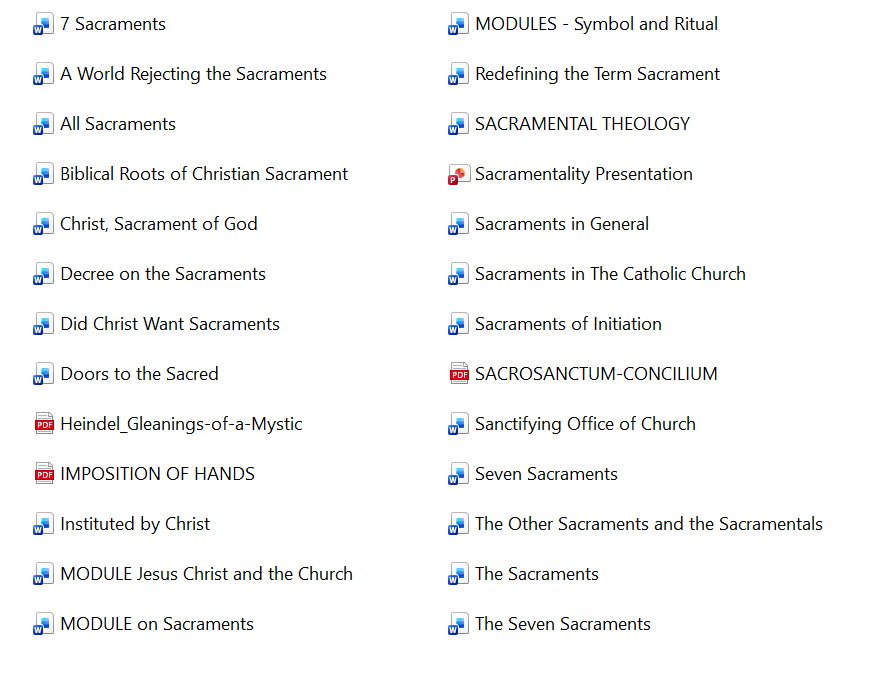 7 Sacraments
A World Rejecting the Sacraments
All Sacraments
Biblical Roots of Christian Sacrament
Christ, Sacrament of God
Decree on the Sacraments
Did Christ Want Sacraments
Doors to the Sacred
Heindel_Gleanings-of-a-Mystic
IMPOSITION OF HANDS
Instituted by Christ
MODULE Jesus Christ and the Church
MODULE on Sacraments
MODULES - Symbol and Ritual
Redefining the Term Sacrament
SACRAMENTAL THEOLOGY
Sacramentality Presentation
Sacraments in General
Sacraments in The Catholic Church
Sacraments of Initiation
SACROSANCTUM-CONCILIUM
Sanctifying Office of Church
Seven Sacraments
The Other Sacraments and the Sacramentals
The Sacraments
The Seven Sacraments